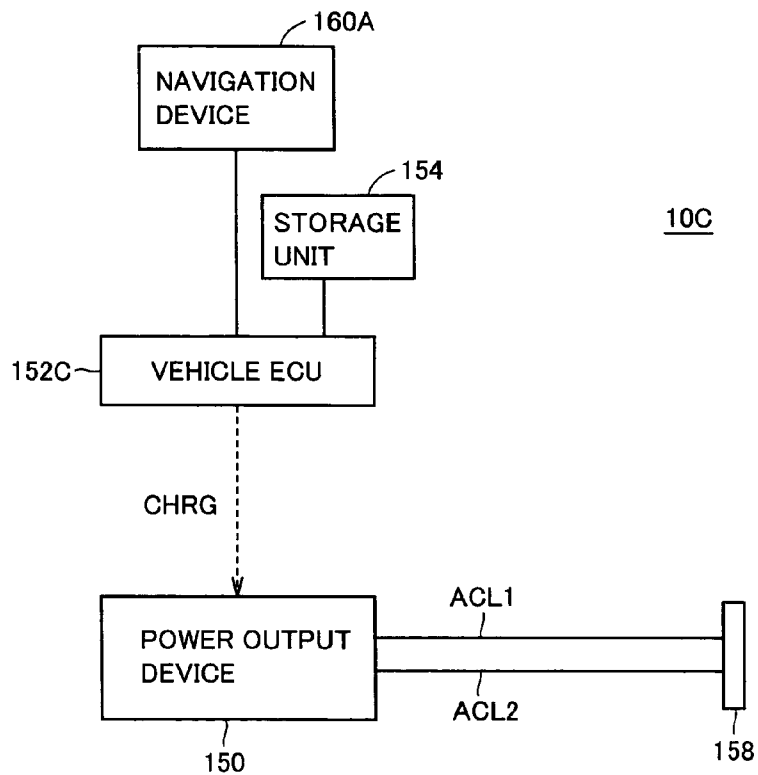 160A
NAVIGATION
DEVICE
154
STORAGE
UNIT
10C
152C
VEHICLE ECU
CHRG
POWER OUTPUT
DEVICE
ACL1
ACL2
150
158